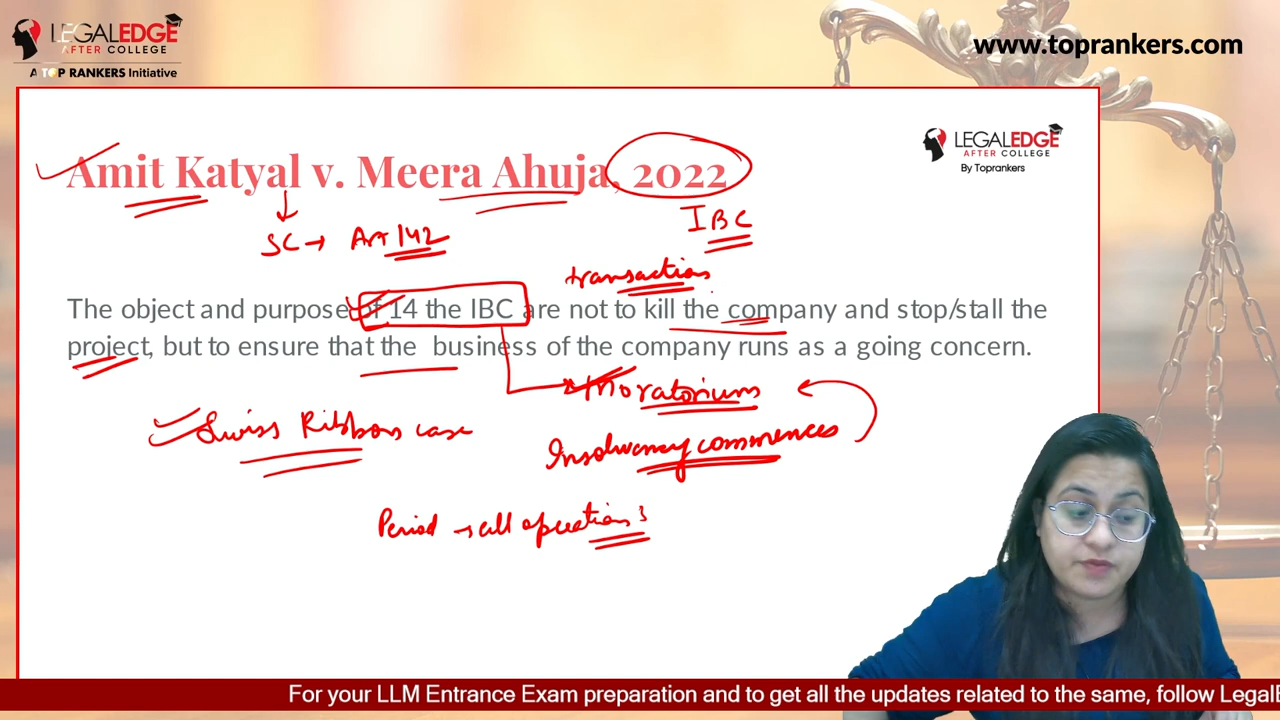 LEGALEDGE
AFTER COLLEGE
A TOP RANKERS Initiative
www.toprankers.com
LEGALEDGE
AFTER COLLEGE
By Toprankers
Amit Katyal v. Meera Ahuja, 2022
SC → Art 142
IBC
transactions
The object and purpose of 14 the IBC are not to kill the company and stop/stall the
project, but to ensure that the business of the company runs as a going concern.
Moratorium
Swiss Ribbons case
Insolvency commences
Period → all operations
For your LLM Entrance Exam preparation and to get all the updates related to the same, follow LegalE